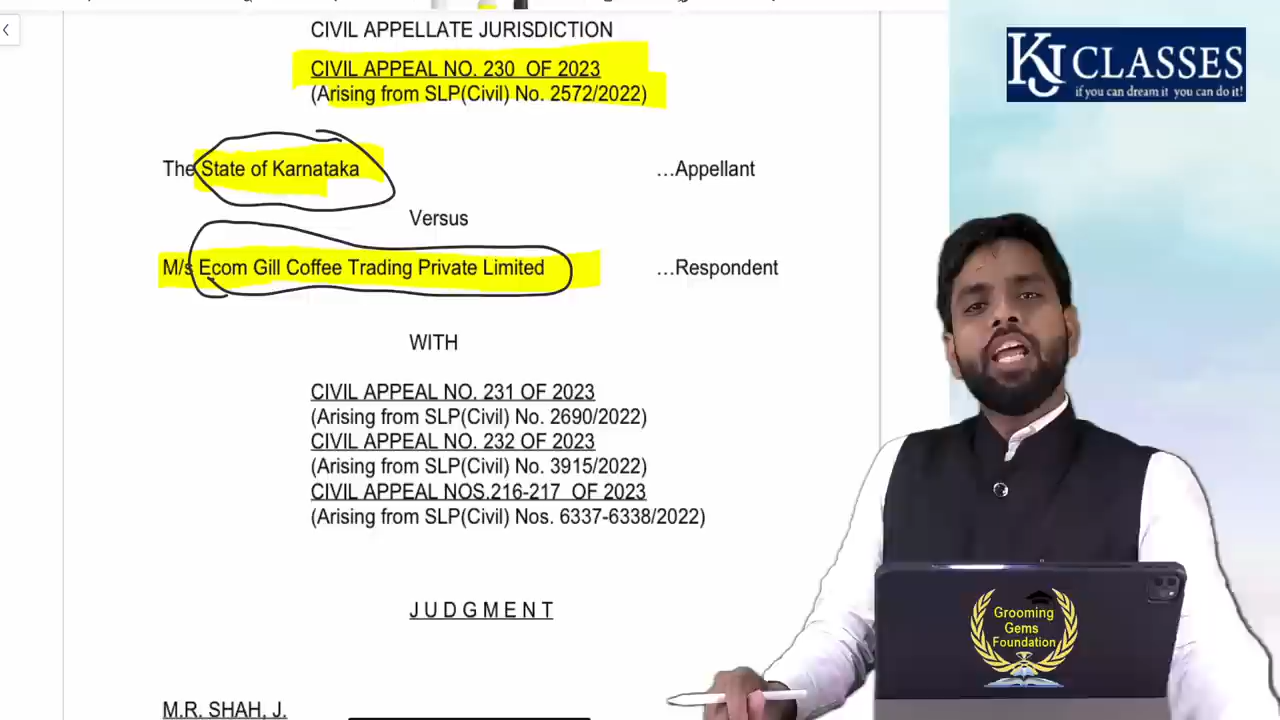 CIVIL APPELLATE JURISDICTION
CIVIL APPEAL NO. 230 OF 2023
(Arising from SLP(Civil) No. 2572/2022)
The State of Karnataka …Appellant
Versus
M/s Ecom Gill Coffee Trading Private Limited …Respondent
WITH
CIVIL APPEAL NO. 231 OF 2023
(Arising from SLP(Civil) No. 2690/2022)
CIVIL APPEAL NO. 232 OF 2023
(Arising from SLP(Civil) No. 3915/2022)
CIVIL APPEAL NOS.216-217 OF 2023
(Arising from SLP(Civil) Nos. 6337-6338/2022)
J U D G M E N T
M.R. SHAH, J.
KJ CLASSES
if you can dream it you can do it!
Grooming
Gems
Foundation